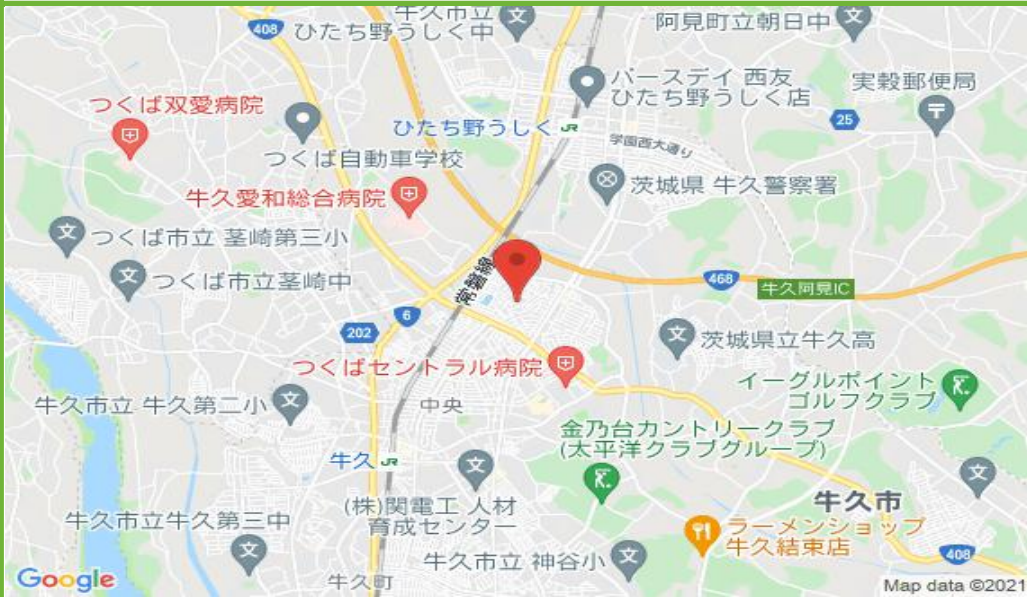 牛久市立
ひたち野うしく中
阿見町立朝日中
408
バースデイ 西友
ひたち野うしく店
実穀郵便局
つくば双愛病院
ひたち野うしく JR
25
学園西大通り
つくば自動車学校
牛久愛和総合病院
茨城県 牛久警察署
つくば市立 茎崎第三小
つくば市立茎崎中
常磐線
468
牛久阿見IC
6
202
茨城県立牛久高
つくばセントラル病院
イーグルポイント
ゴルフクラブ
牛久市立 牛久第二小
中央
金乃台カントリークラブ
(太平洋クラブグループ)
牛久 JR
(株)関電工 人材
育成センター
牛久市
牛久市立牛久第三中
ラーメンショップ
牛久結束店
牛久市立 神谷小
408
牛久町
Google
Map data ©2021